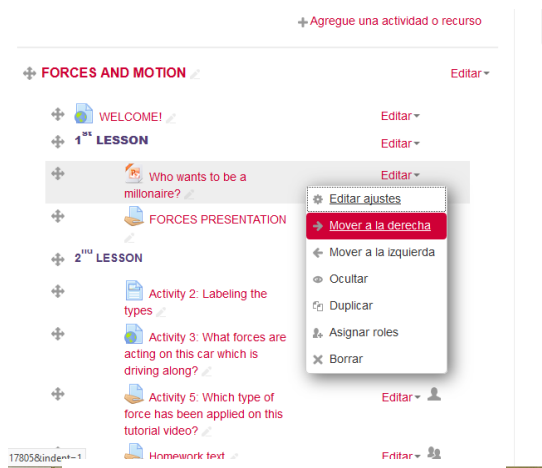 Agregue una actividad o recurso
FORCES AND MOTION
Editar
WELCOME!
Editar
1st LESSON
Editar
Who wants to be a
millonaire?
Editar
Editar ajustes
FORCES PRESENTATION
Mover a la derecha
Mover a la izquierda
2nd LESSON
Ocultar
Activity 2: Labeling the
types
Duplicar
Asignar roles
Activity 3: What forces are
acting on this car which is
driving along?
Borrar
Activity 5: Which type of
force has been applied on this
tutorial video?
Editar
Homework text
Editar
17805&indent=1